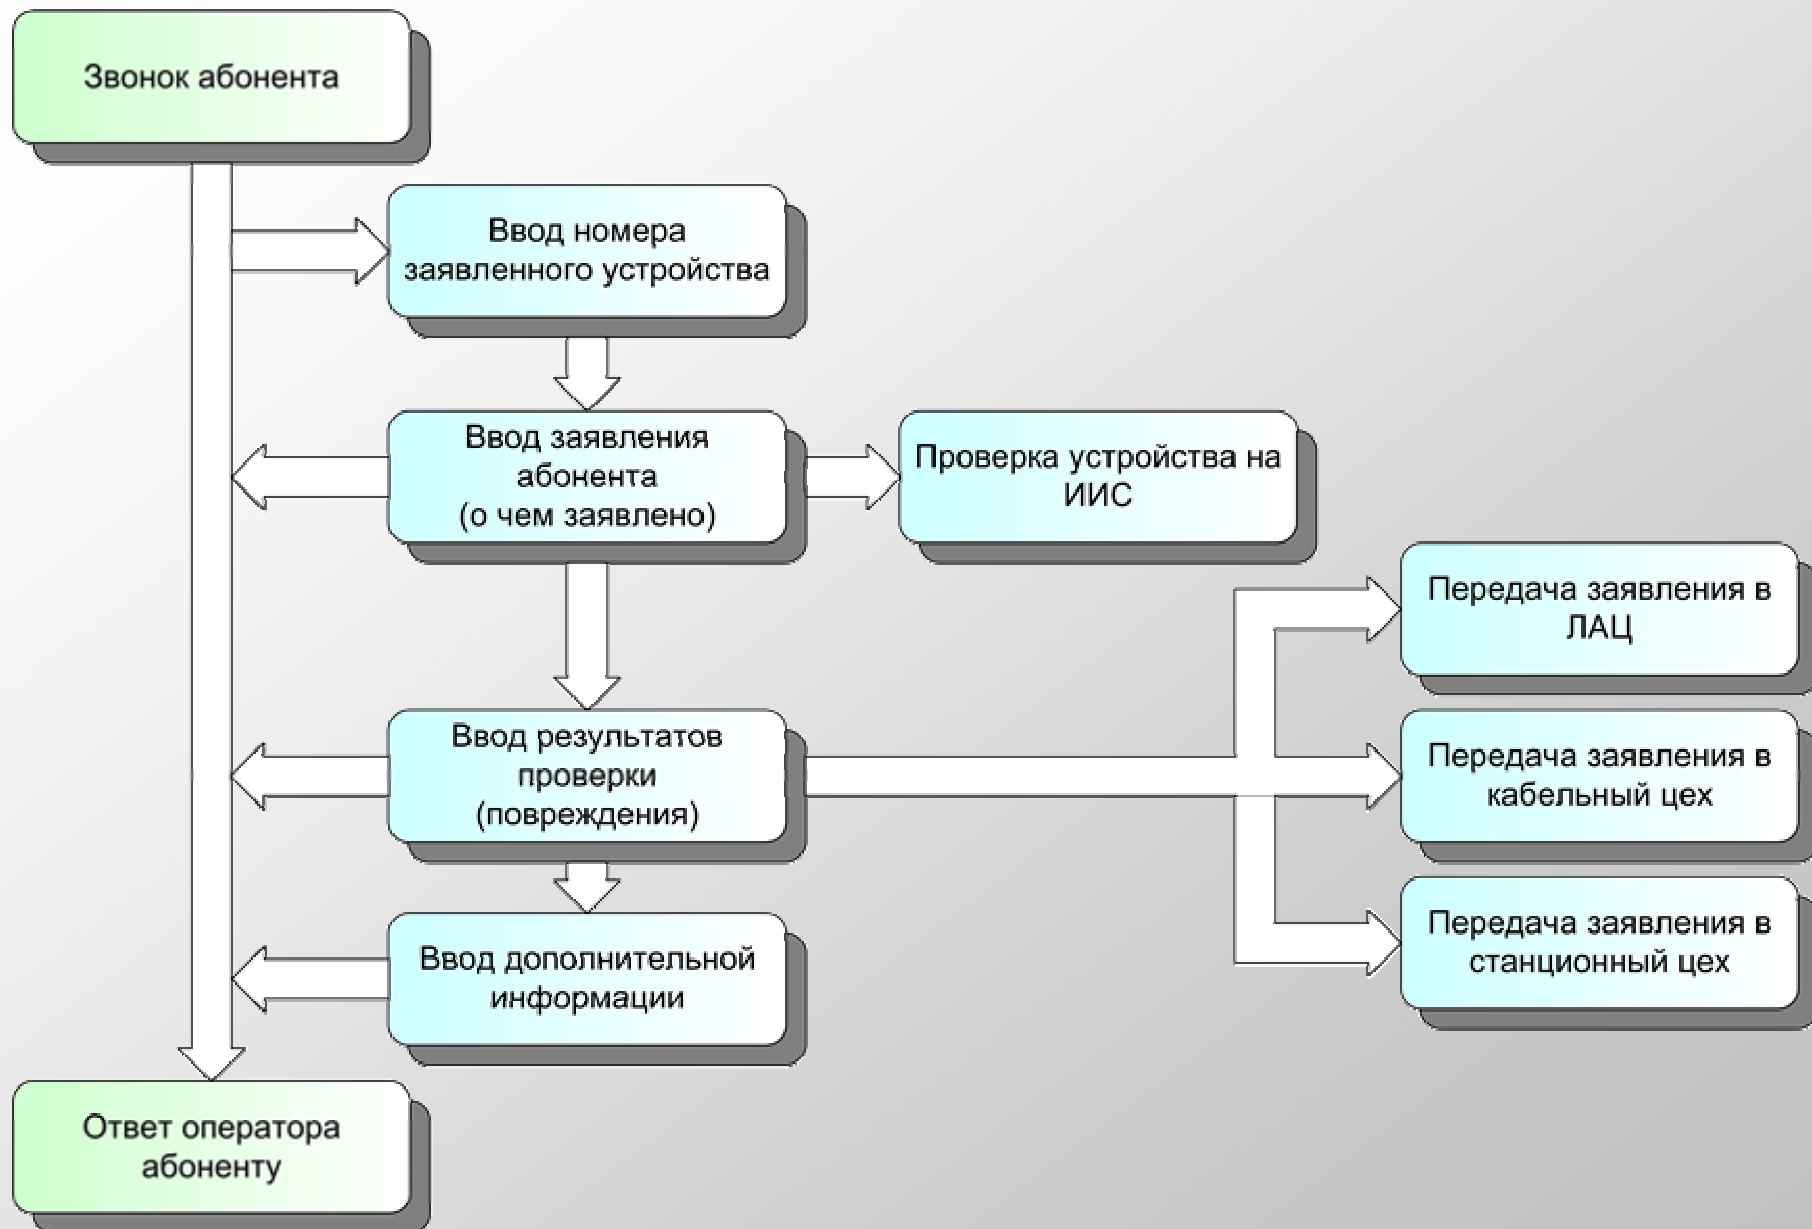 Звонок абонента
Ввод номера
заявленного устройства
Ввод заявления
абонента
(о чем заявлено)
Проверка устройства на
ИИС
Передача заявления в
ЛАЦ
Ввод результатов
проверки
(повреждения)
Передача заявления в
кабельный цех
Передача заявления в
станционный цех
Ввод дополнительной
информации
Ответ оператора
абоненту